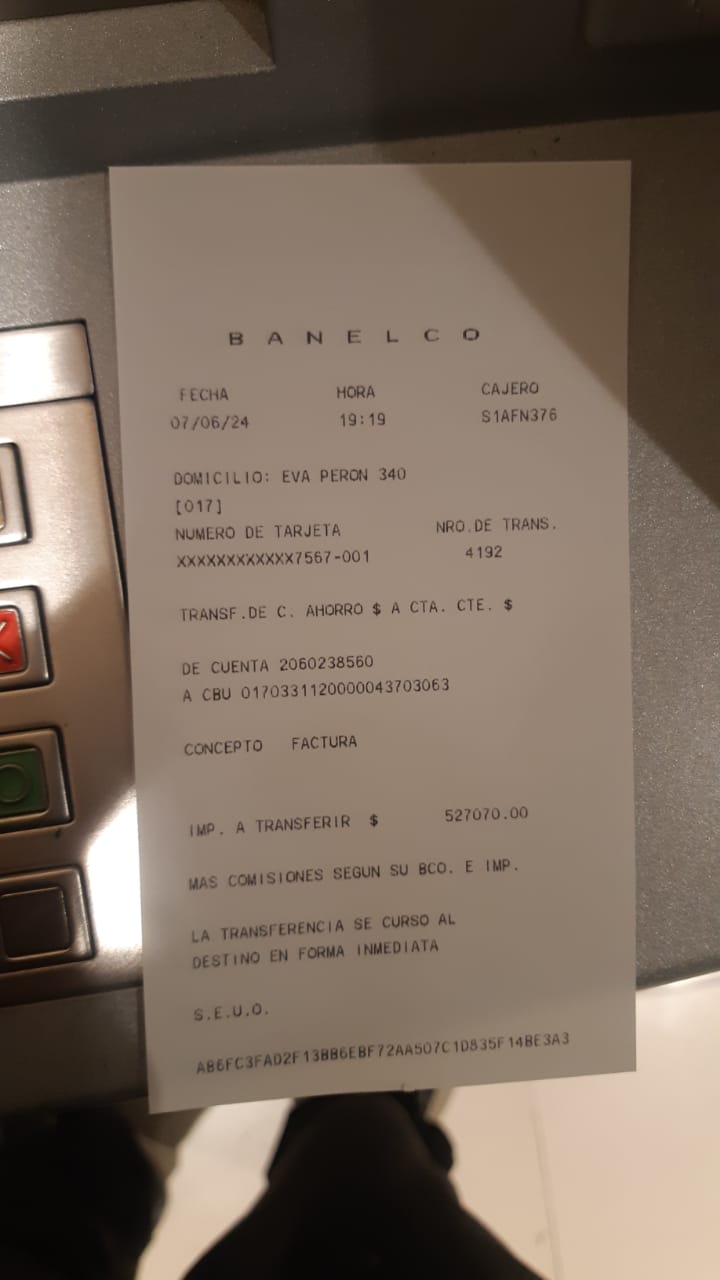 B A N E L C O
FECHA HORA CAJERO
07/06/24 19:19 S1AFN376
DOMICILIO: EVA PERON 340
[017]
NUMERO DE TARJETA NRO.DE TRANS.
XXXXXXXXXXXX7567-001 4192
TRANSF.DE C. AHORRO $ A CTA. CTE. $
DE CUENTA 2060238560
A CBU 0170331120000043703063
CONCEPTO FACTURA
IMP. A TRANSFERIR $ 527070.00
MAS COMISIONES SEGUN SU BCO. E IMP.
LA TRANSFERENCIA SE CURSO AL
DESTINO EN FORMA INMEDIATA
S.E.U.O.
AB6FC3FAD2F13BB6EBF72AA507C1D835F14BE3A3